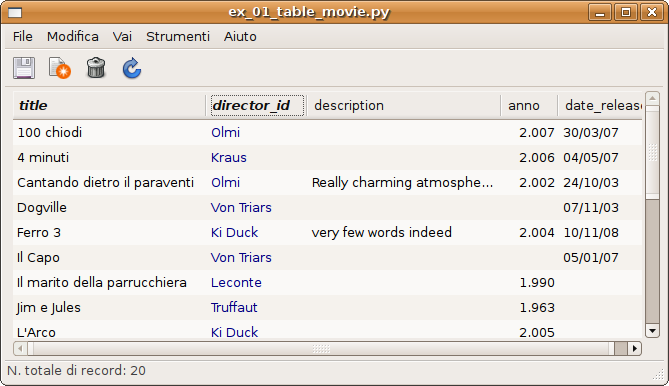 ex_01_table_movie.py
File Modifica Vai Strumenti Aiuto
title director_id description anno date_release
100 chiodi Olmi 2.007 30/03/07
4 minuti Kraus 2.006 04/05/07
Cantando dietro il paraventi Olmi Really charming atmosphe... 2.002 24/10/03
Dogville Von Triars 07/11/03
Ferro 3 Ki Duck very few words indeed 2.004 10/11/08
Il Capo Von Triars 05/01/07
Il marito della parrucchiera Leconte 1.990
Jim e Jules Truffaut 1.963
L'Arco Ki Duck 2.005
N. totale di record: 20